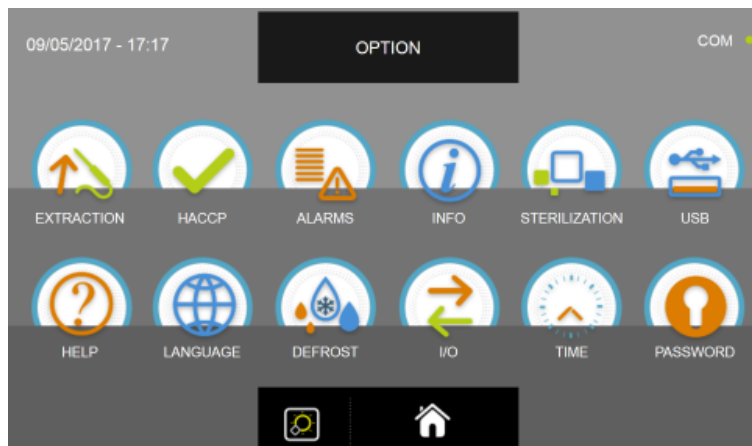 09/05/2017 - 17:17
OPTION
COM
EXTRACTION
HACCP
ALARMS
INFO
STERILIZATION
USB
HELP
LANGUAGE
DEFROST
I/O
TIME
PASSWORD